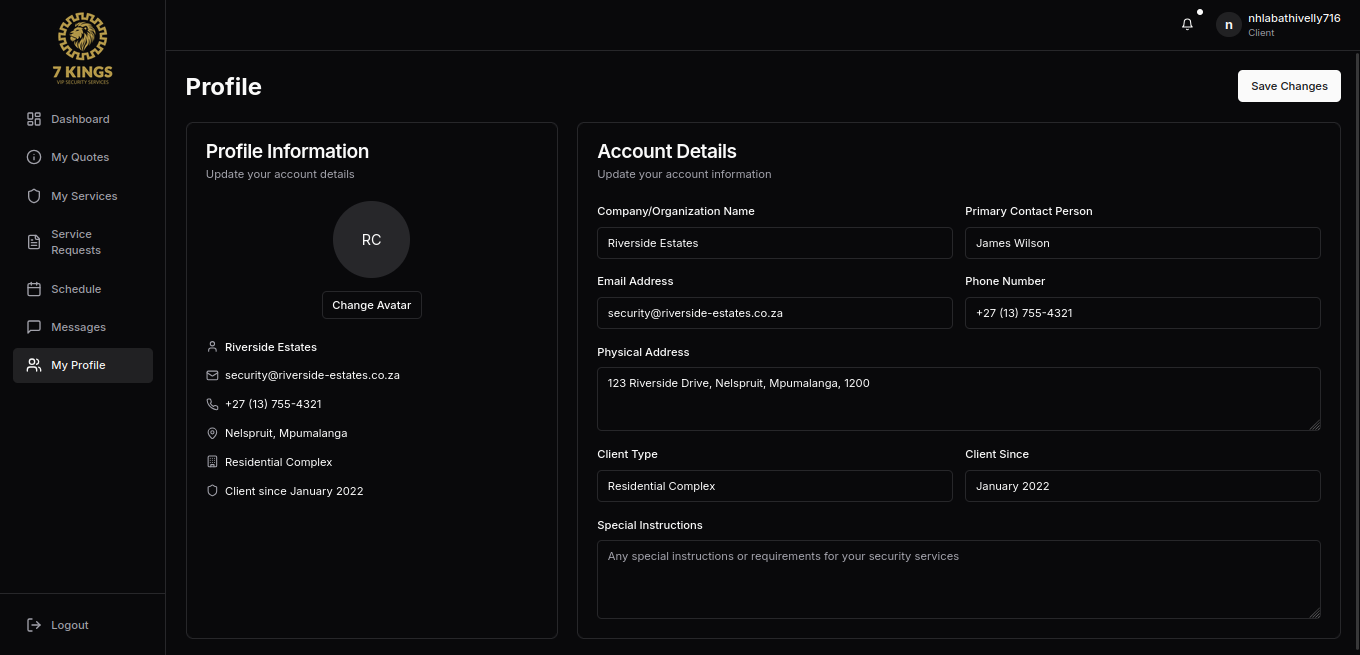 7 KINGS
VIP SECURITY SERVICES
Dashboard
My Quotes
My Services
Service
Requests
Schedule
Messages
My Profile
Logout
n
nhlabathivelly716
Client
Profile
Save Changes
Profile Information
Update your account details
RC
Change Avatar
Riverside Estates
security@riverside-estates.co.za
+27 (13) 755-4321
Nelspruit, Mpumalanga
Residential Complex
Client since January 2022
Account Details
Update your account information
Company/Organization Name
Riverside Estates
Primary Contact Person
James Wilson
Email Address
security@riverside-estates.co.za
Phone Number
+27 (13) 755-4321
Physical Address
123 Riverside Drive, Nelspruit, Mpumalanga, 1200
Client Type
Residential Complex
Client Since
January 2022
Special Instructions
Any special instructions or requirements for your security services